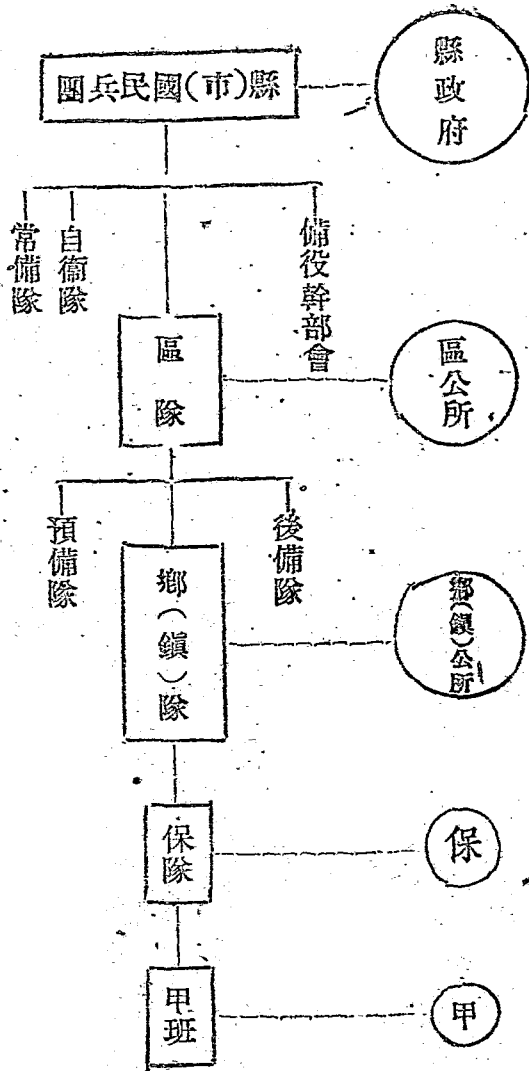 縣政府
縣(市)國民兵團
備役幹部會
自衞隊
常備隊
區公所
區隊
後備隊
預備隊
鄉(鎮)公所
鄉(鎮)隊
保
保隊
甲
甲班